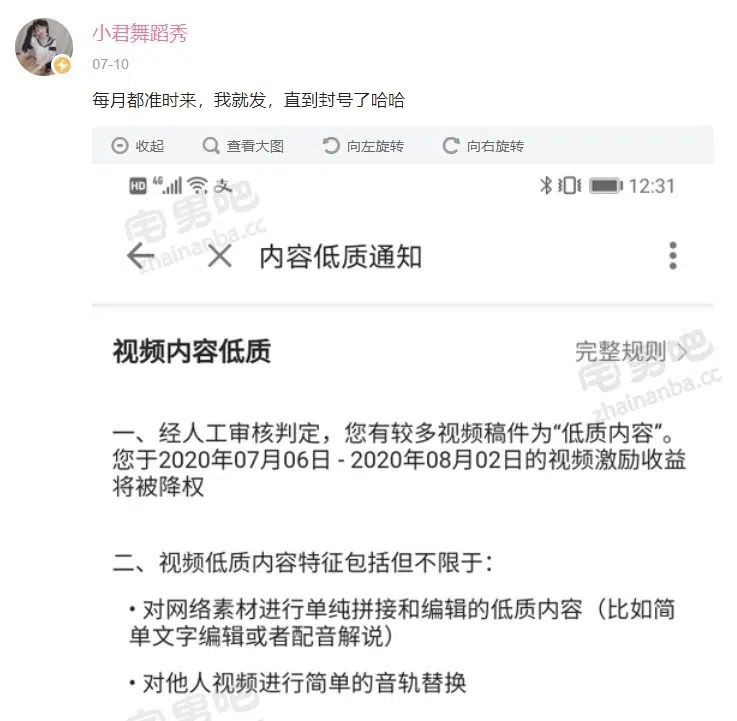 小君舞蹈秀
07-10
每月都准时来，我就发，直到封号了哈哈
收起 查看大图 向左旋转 向右旋转
HD 4G 支 12:31
宅男吧
zhainanba.cc
内容低质通知
视频内容低质 完整规则
宅男吧
zhainanba.cc
一、经人工审核判定，您有较多视频稿件为“低质内容”。
您于2020年07月06日 - 2020年08月02日的视频激励收益
将被降权
二、视频低质内容特征包括但不限于：
• 对网络素材进行单纯拼接和编辑的低质内容（比如简
单文字编辑或者配音解说）
• 对他人视频进行简单的音轨替换
宅男吧